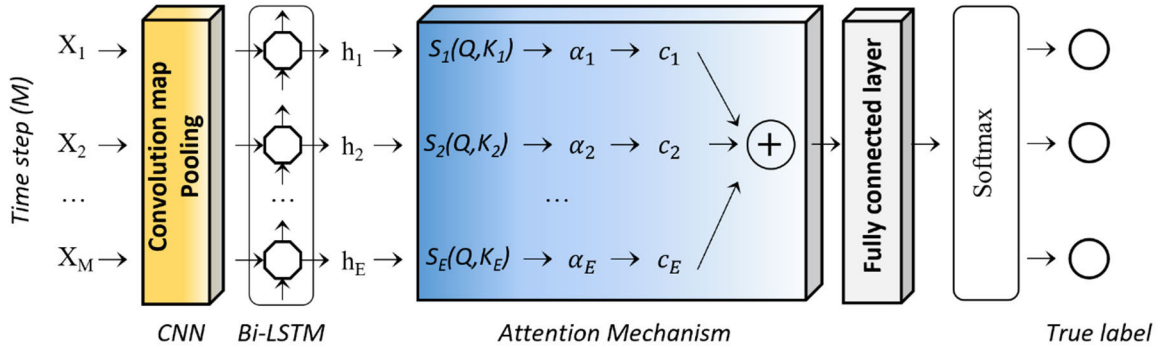 Time step (M)
X1
X2
...
XM
Convolution map
Pooling
CNN
Bi-LSTM
...
h1
h2
hE
S1(Q,K1) α1 c1
S2(Q,K2) α2 c2
...
SE(Q,KE) αE cE
+
Attention Mechanism
Fully connected layer
Softmax
True label